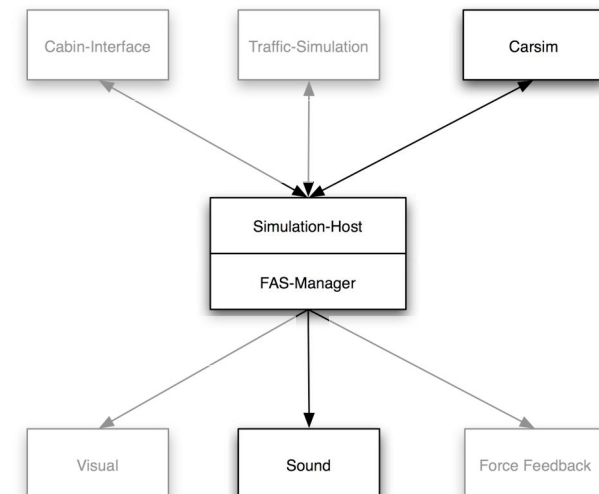 Cabin-Interface
Traffic-Simulation
Carsim
Simulation-Host
FAS-Manager
Visual
Sound
Force Feedback